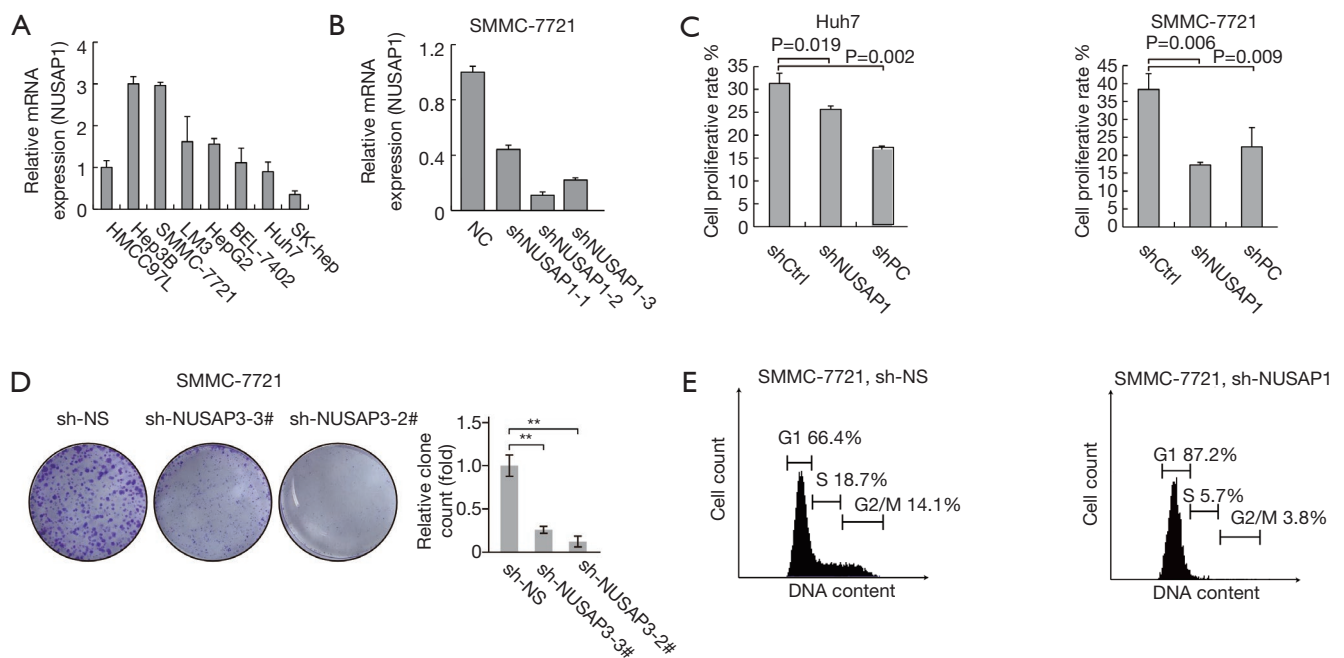 A
Relative mRNA
expression (NUSAP1)
4
3
2
1
0
HMCC97L
Hep3B
SMMC-7721
LM3
HepG2
BEL-7402
Huh7
SK-hep
B
SMMC-7721
Relative mRNA
expression (NUSAP1)
1.2
0.8
0.4
0
NC
shNUSAP1-1
shNUSAP1-2
shNUSAP1-3
C
Huh7
P=0.019
P=0.002
Cell proliferative rate %
35
30
25
20
15
10
5
0
shCtrl
shNUSAP1
shPC
SMMC-7721
P=0.006
P=0.009
Cell proliferative rate %
45
40
35
30
25
20
15
10
5
0
shCtrl
shNUSAP1
shPC
D
SMMC-7721
sh-NS
sh-NUSAP3-3#
sh-NUSAP3-2#
Relative clone
count (fold)
1.5
1.0
0.5
0
**
**
sh-NS
sh-NUSAP3-3#
sh-NUSAP3-2#
E
SMMC-7721, sh-NS
Cell count
G1 66.4%
S 18.7%
G2/M 14.1%
DNA content
SMMC-7721, sh-NUSAP1
Cell count
G1 87.2%
S 5.7%
G2/M 3.8%
DNA content